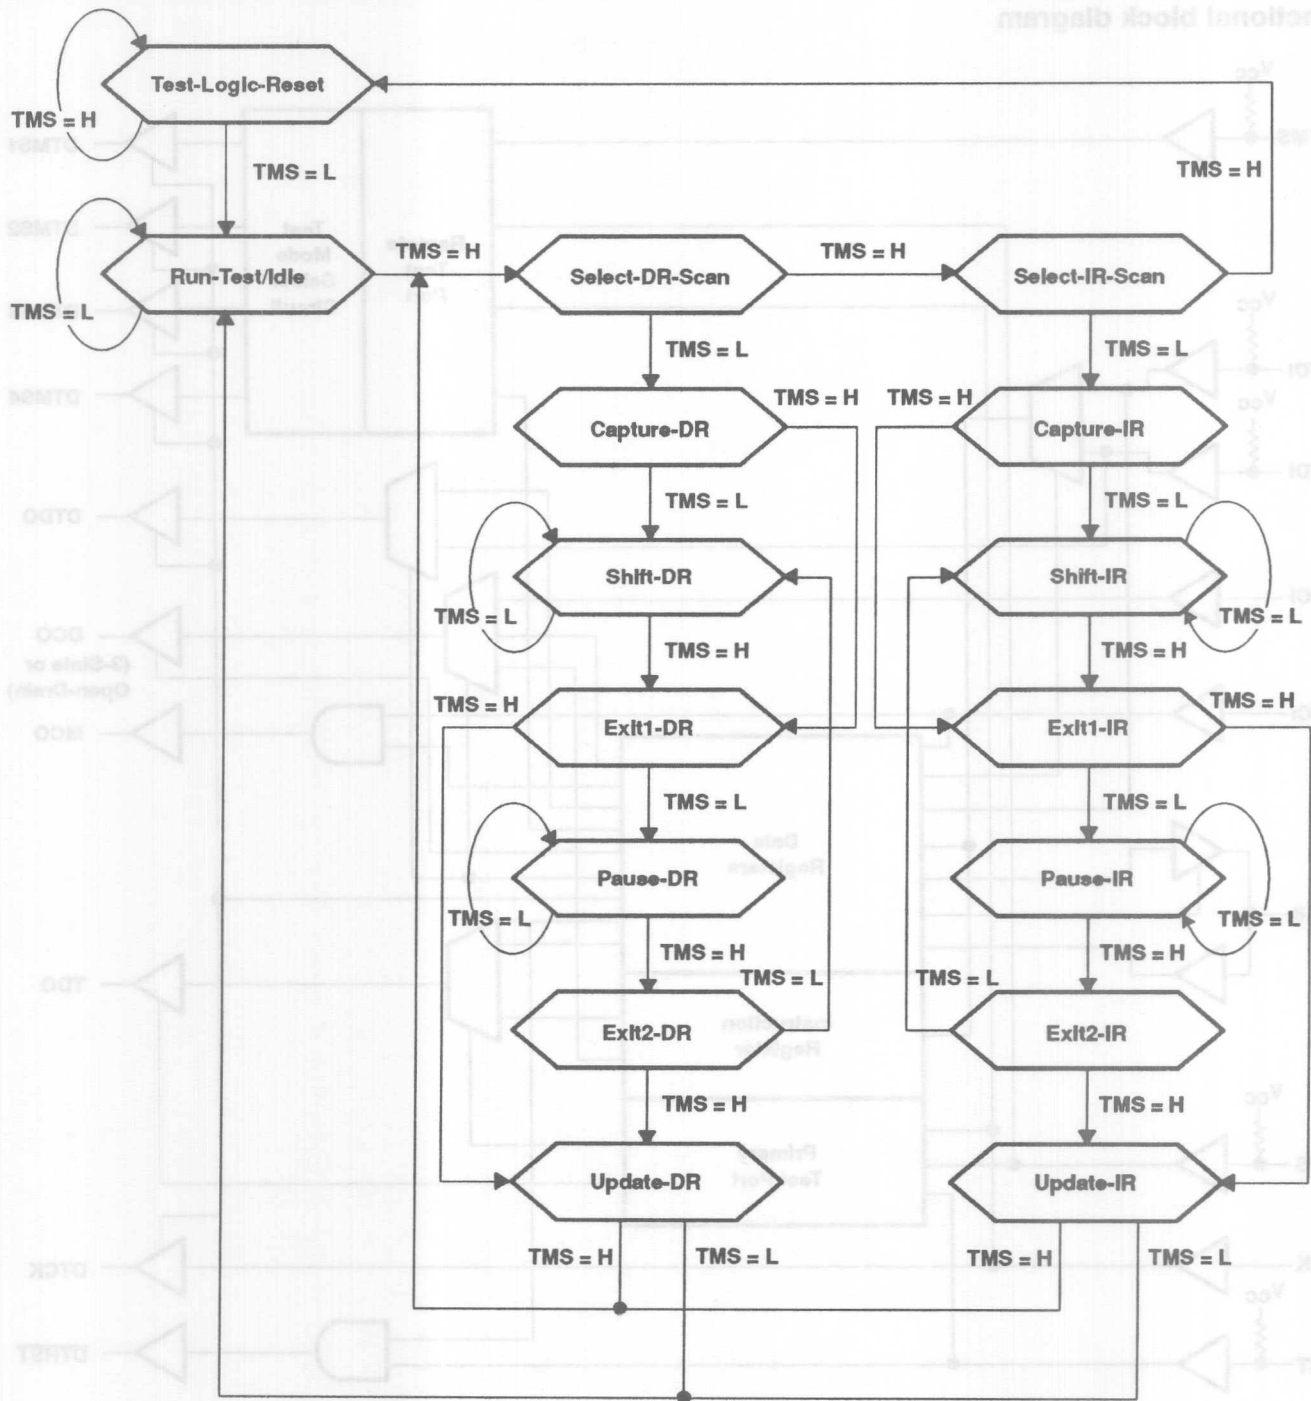 Test-Logic-Reset
TMS = H
TMS = L
TMS = H
Run-Test/Idle
TMS = L
TMS = H
Select-DR-Scan
TMS = H
Select-IR-Scan
TMS = L
TMS = L
Capture-DR
TMS = H
TMS = H
Capture-IR
TMS = L
TMS = L
Shift-DR
TMS = L
Shift-IR
TMS = L
TMS = H
TMS = H
TMS = H
Exit1-DR
Exit1-IR
TMS = H
TMS = L
TMS = L
Pause-DR
TMS = L
Pause-IR
TMS = L
TMS = H
TMS = H
TMS = L
TMS = L
Exit2-DR
Exit2-IR
TMS = H
TMS = H
Update-DR
Update-IR
TMS = H
TMS = L
TMS = H
TMS = L